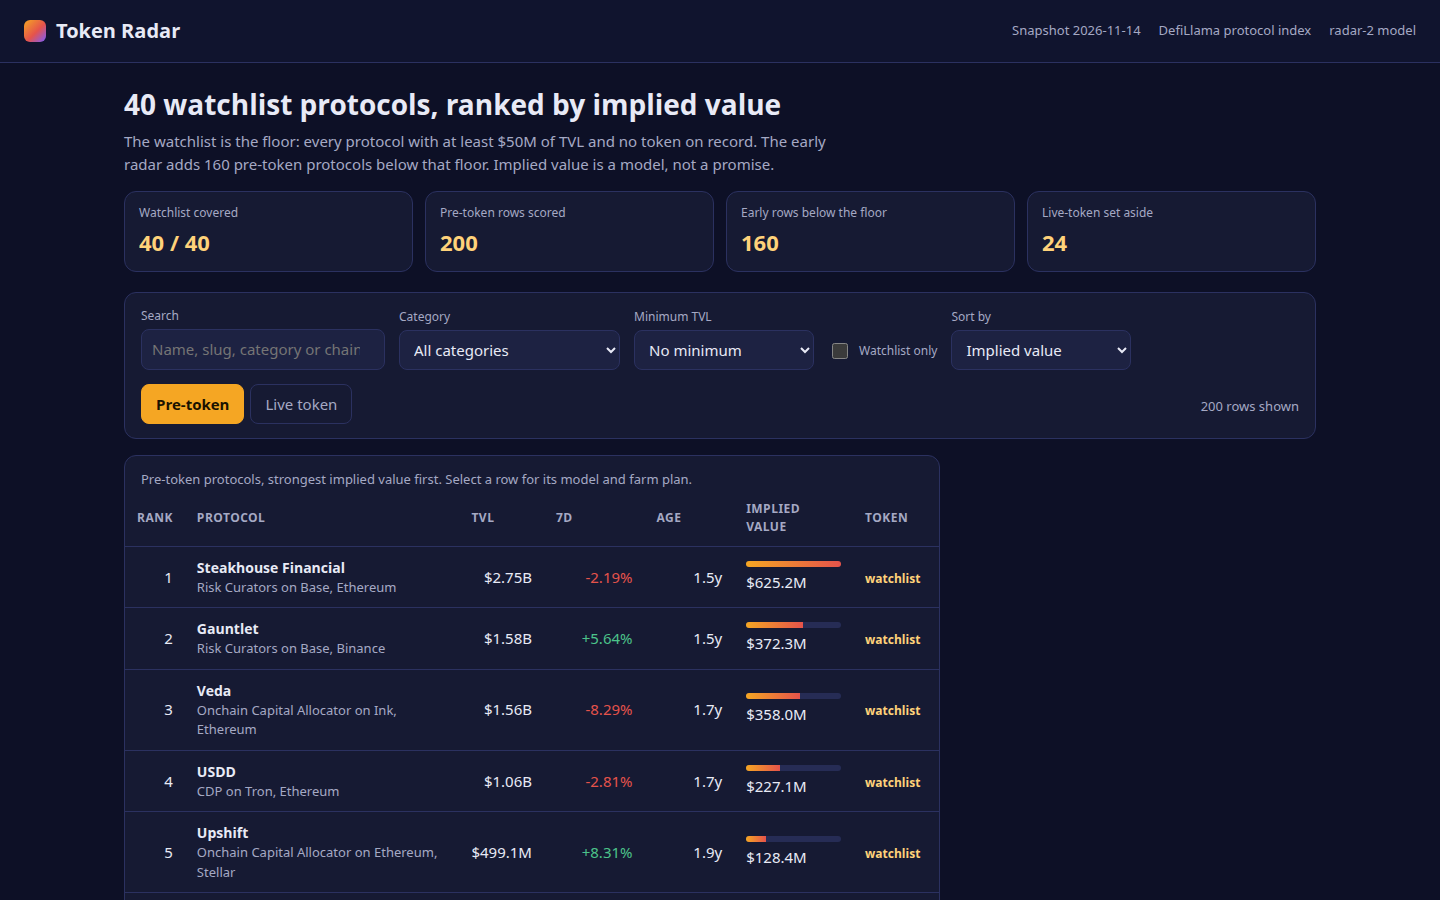 Token Radar
Snapshot 2026-11-14 DefiLlama protocol index radar-2 model
40 watchlist protocols, ranked by implied value
The watchlist is the floor: every protocol with at least $50M of TVL and no token on record. The early
radar adds 160 pre-token protocols below that floor. Implied value is a model, not a promise.
Watchlist covered
40 / 40
Pre-token rows scored
200
Early rows below the floor
160
Live-token set aside
24
Search
Name, slug, category or chain
Category
All categories
Minimum TVL
No minimum
Watchlist only
Sort by
Implied value
Pre-token
Live token
200 rows shown
Pre-token protocols, strongest implied value first. Select a row for its model and farm plan.
RANK PROTOCOL TVL 7D AGE IMPLIED VALUE TOKEN
1 Steakhouse Financial $2.75B -2.19% 1.5y $625.2M watchlist
Risk Curators on Base, Ethereum
2 Gauntlet $1.58B +5.64% 1.5y $372.3M watchlist
Risk Curators on Base, Binance
3 Veda $1.56B -8.29% 1.7y $358.0M watchlist
Onchain Capital Allocator on Ink,
Ethereum
4 USDD $1.06B -2.81% 1.7y $227.1M watchlist
CDP on Tron, Ethereum
5 Upshift $499.1M +8.31% 1.9y $128.4M watchlist
Onchain Capital Allocator on Ethereum,
Stellar